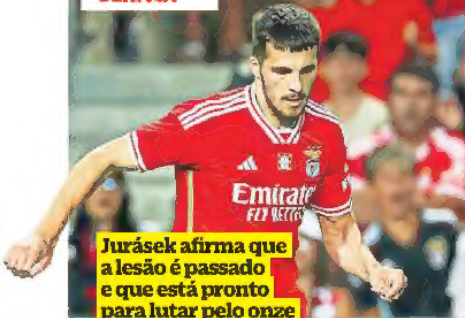 Emirates
FLY BETTER
Jurásek afirma que
a lesão é passado
e que está pronto
para lutar pelo onze